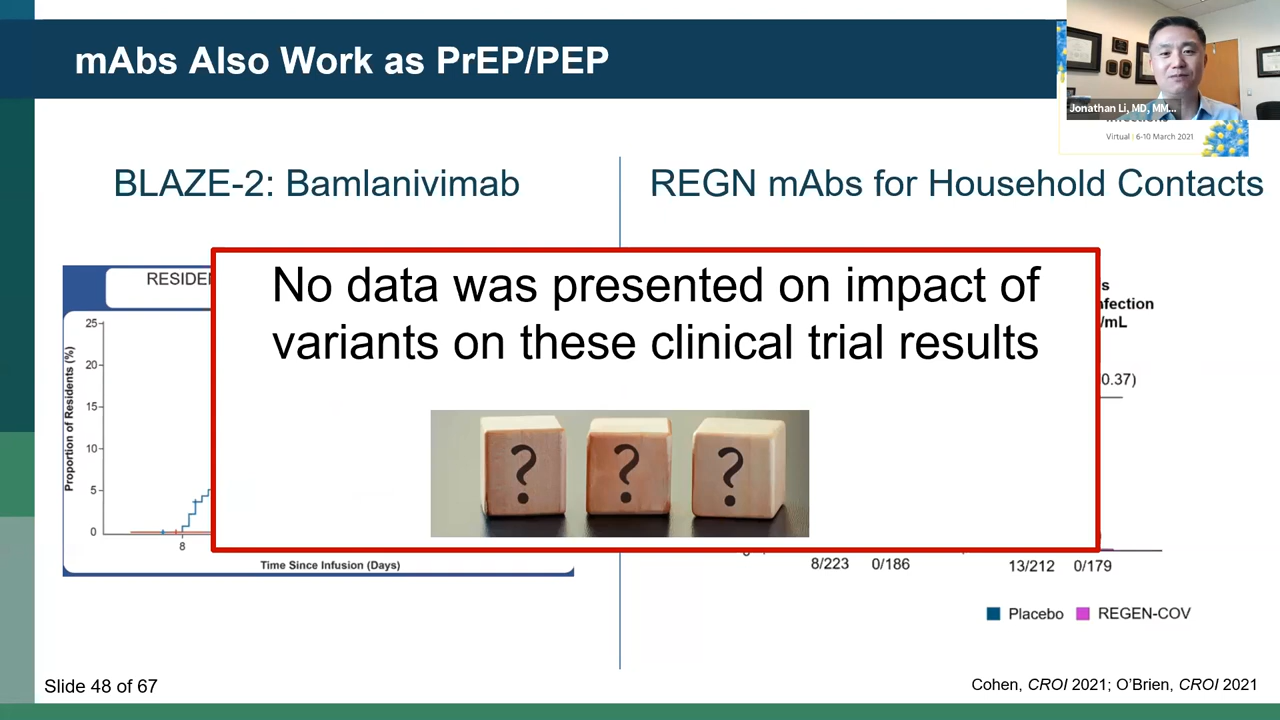 mAbs Also Work as PrEP/PEP
Jonathan Li, MD, MM...
Virtual | 6-10 March 2021
BLAZE-2: Bamlanivimab
REGN mAbs for Household Contacts
No data was presented on impact of
variants on these clinical trial results
? ? ?
25
20
15
10
5
0
Proportion of Residents (%)
8
Time Since Infusion (Days)
/mL
0.37)
8/223 0/186 13/212 0/179
Placebo REGEN-COV
Slide 48 of 67
Cohen, CROI 2021; O'Brien, CROI 2021